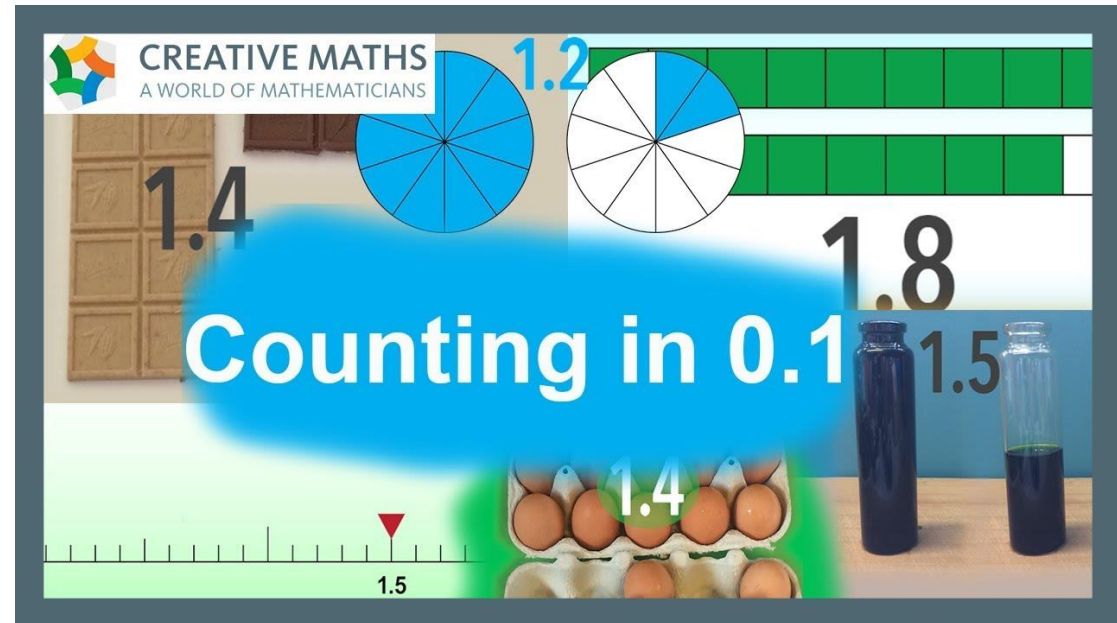 CREATIVE MATHS
A WORLD OF MATHEMATICIANS
1.2
1.4
1.8
Counting in 0.1
1.5
1.4
1.5